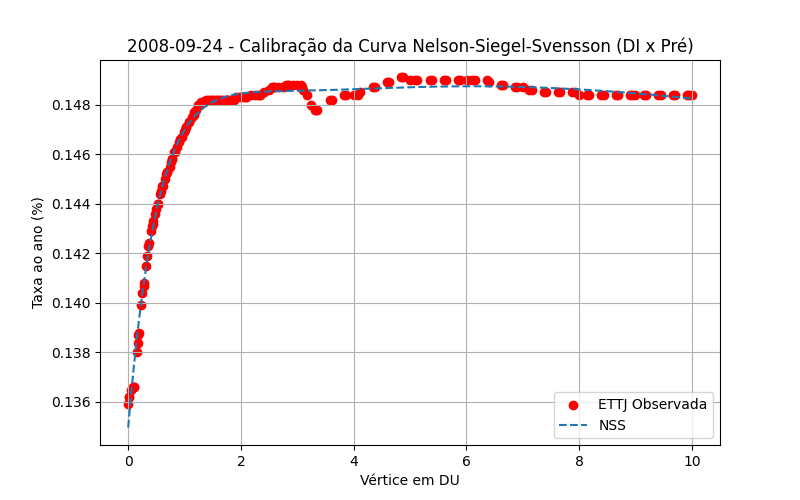 2008-09-24 - Calibração da Curva Nelson-Siegel-Svensson (DI x Pré)
Taxa ao ano (%)
0.148
0.146
0.144
0.142
0.140
0.138
0.136
ETTJ Observada
NSS
0 2 4 6 8 10
Vértice em DU